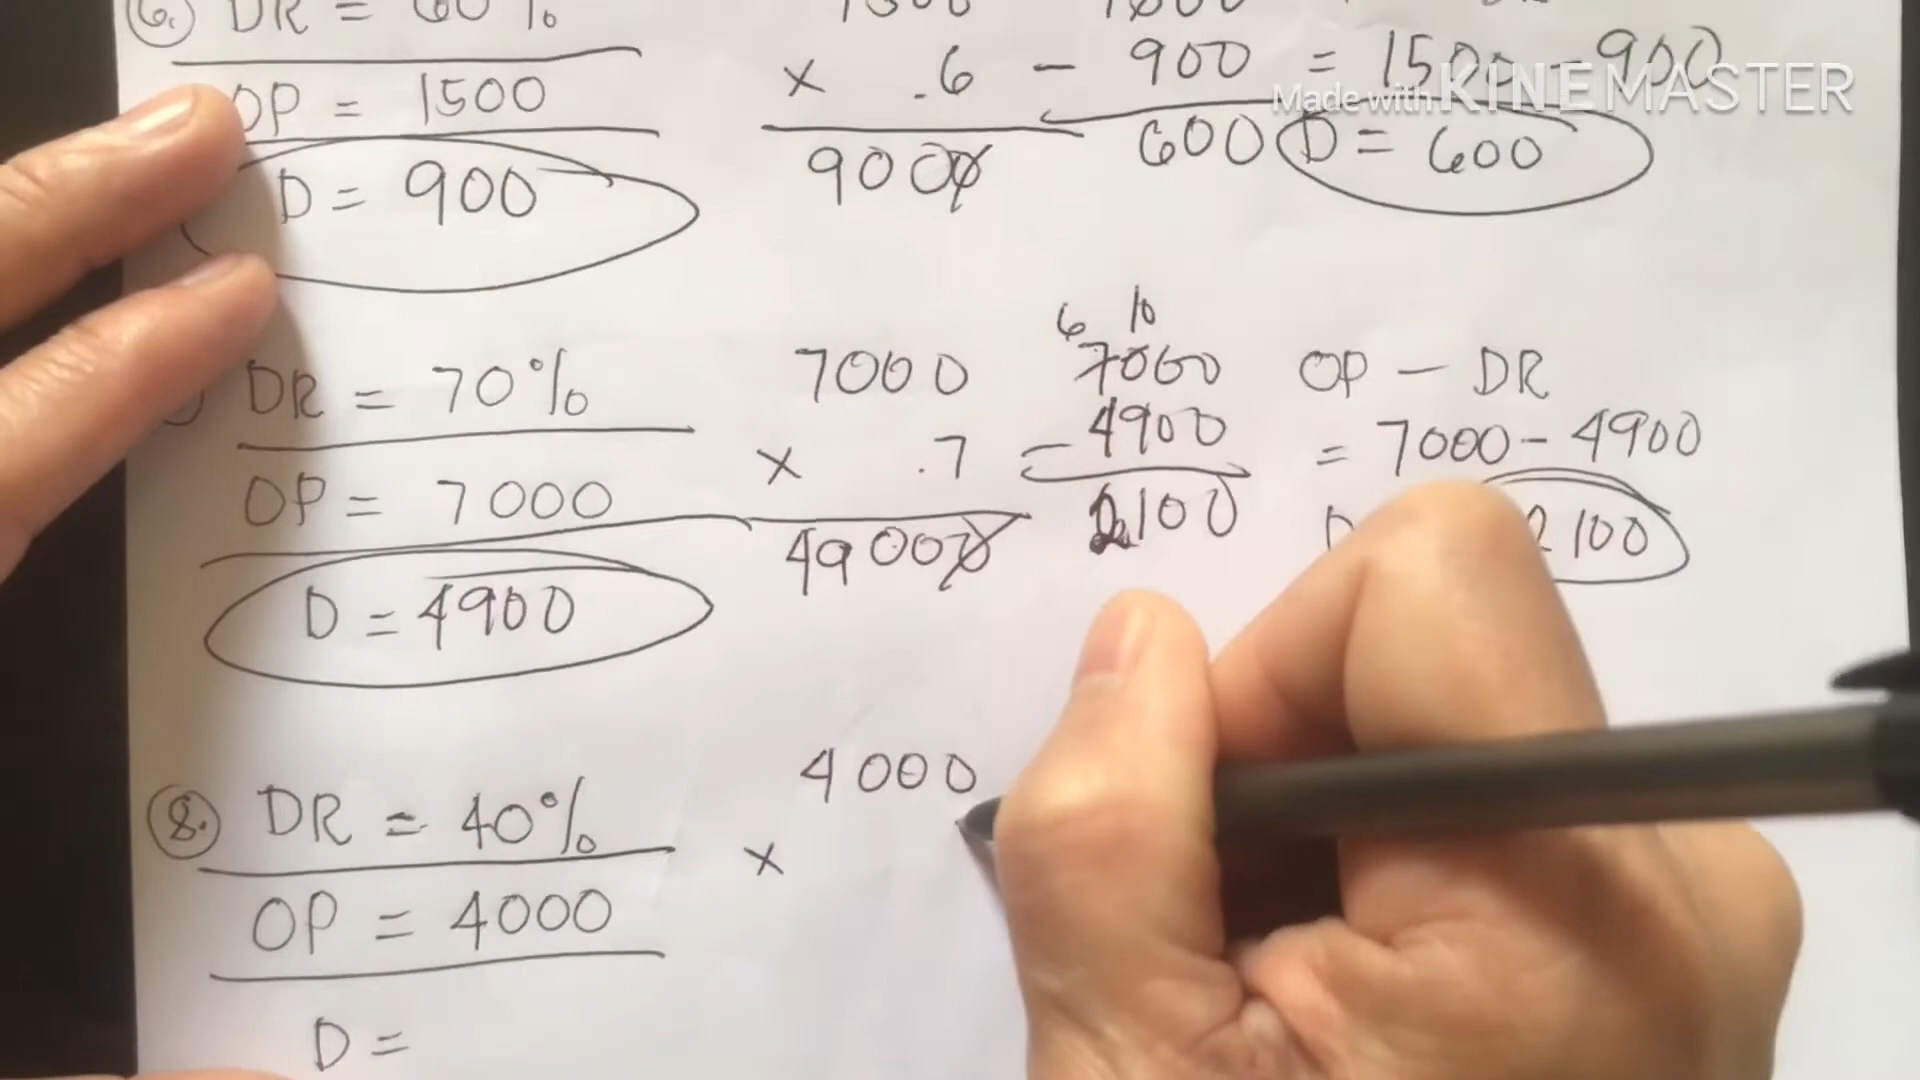 6. DR = 60%
OP = 1500
D = 900
1500
× .6
9000
1500
- 900
600
= 1500 - 900
D = 600
Made with KINEMASTER
DR = 70%
OP = 7000
D = 4900
7000
× .7
49000
6 10
7000
- 4900
2100
OP - DR
= 7000 - 4900
D
2100
8. DR = 40%
OP = 4000
D =
4000
×